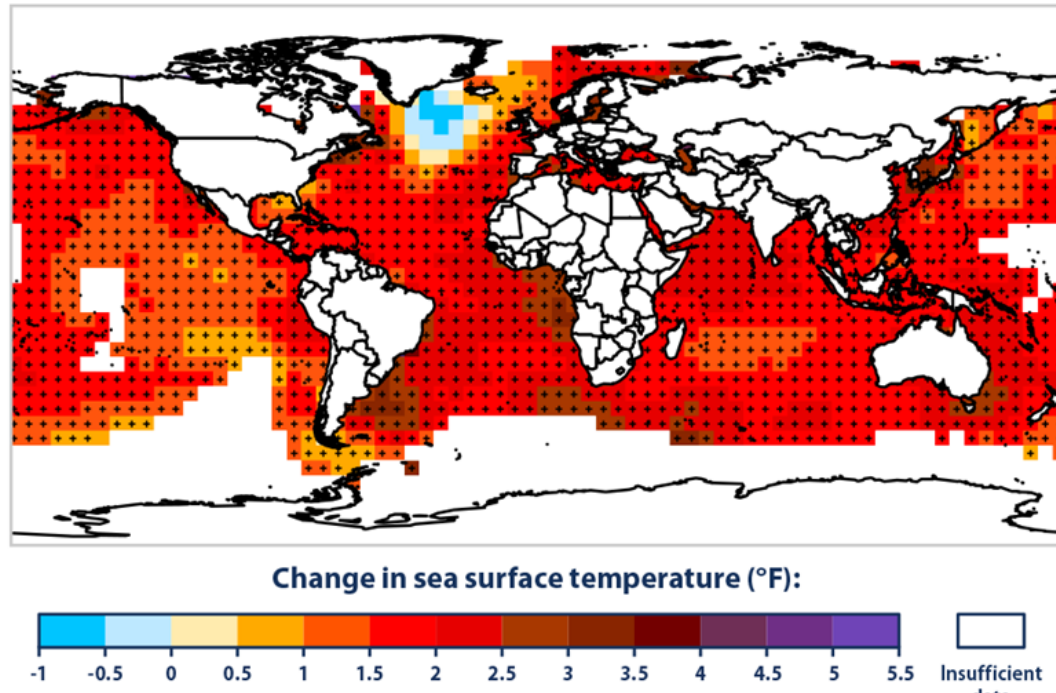 Change in sea surface temperature (°F):
-1 -0.5 0 0.5 1 1.5 2 2.5 3 3.5 4 4.5 5 5.5
Insufficient
data